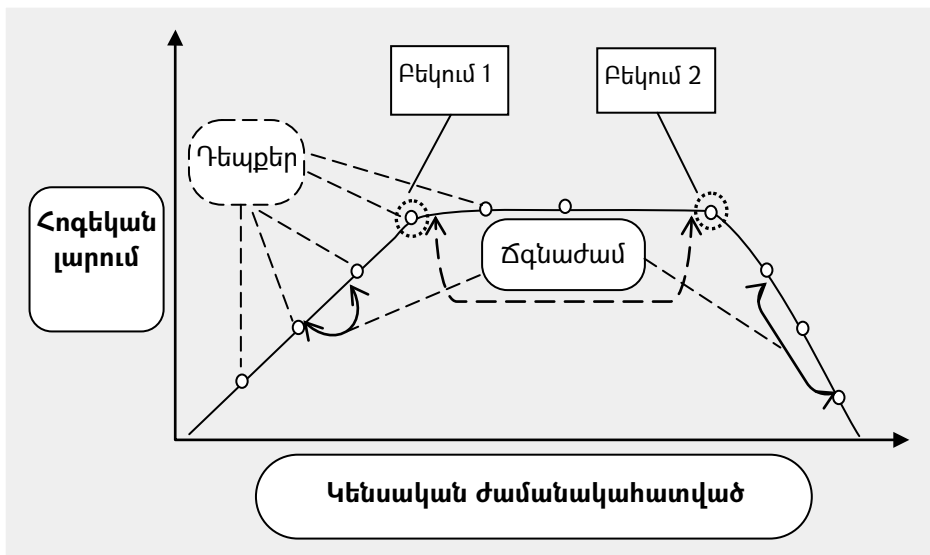 Բեկում 1
Բեկում 2
Դեպքեր
Հոգեկան
լարում
Ճգնաժամ
Կենսական ժամանակահատված